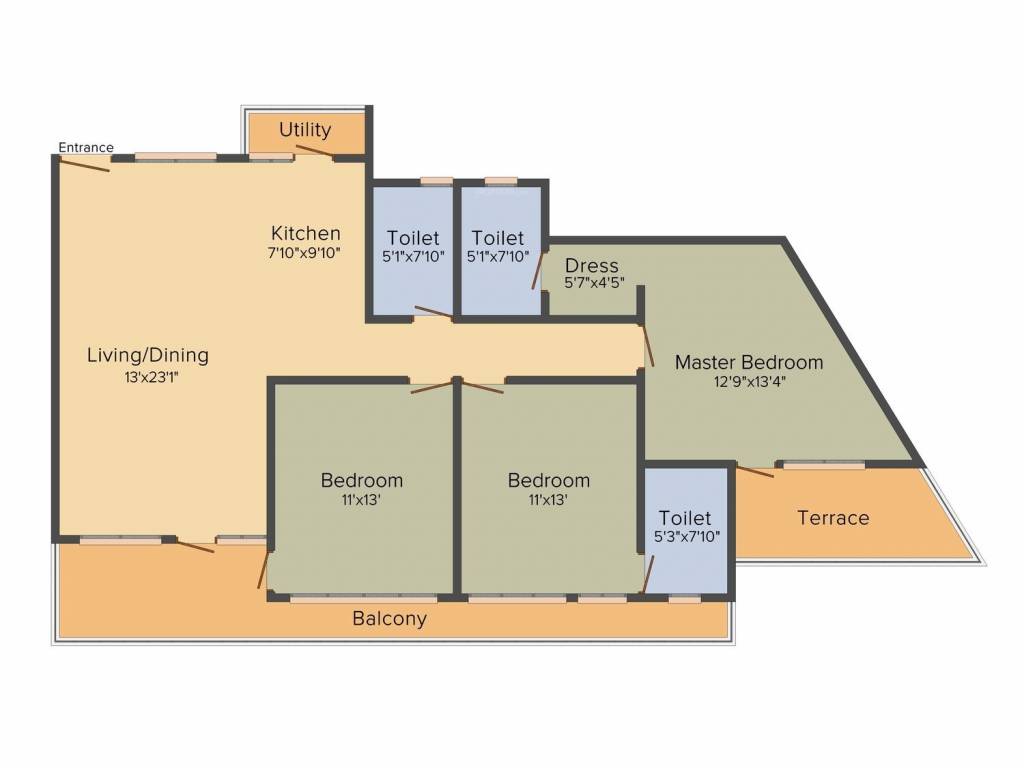 Utility
Entrance
Kitchen
7'10"x9'10"
Toilet
5'1"x7'10"
Toilet
5'1"x7'10"
Dress
5'7"x4'5"
Living/Dining
13'x23'1"
Master Bedroom
12'9"x13'4"
Bedroom
11'x13'
Bedroom
11'x13'
Toilet
5'3"x7'10"
Terrace
Balcony